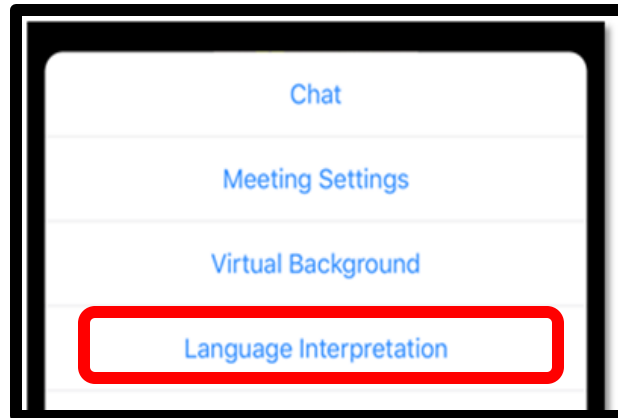 Chat
Meeting Settings
Virtual Background
Language Interpretation